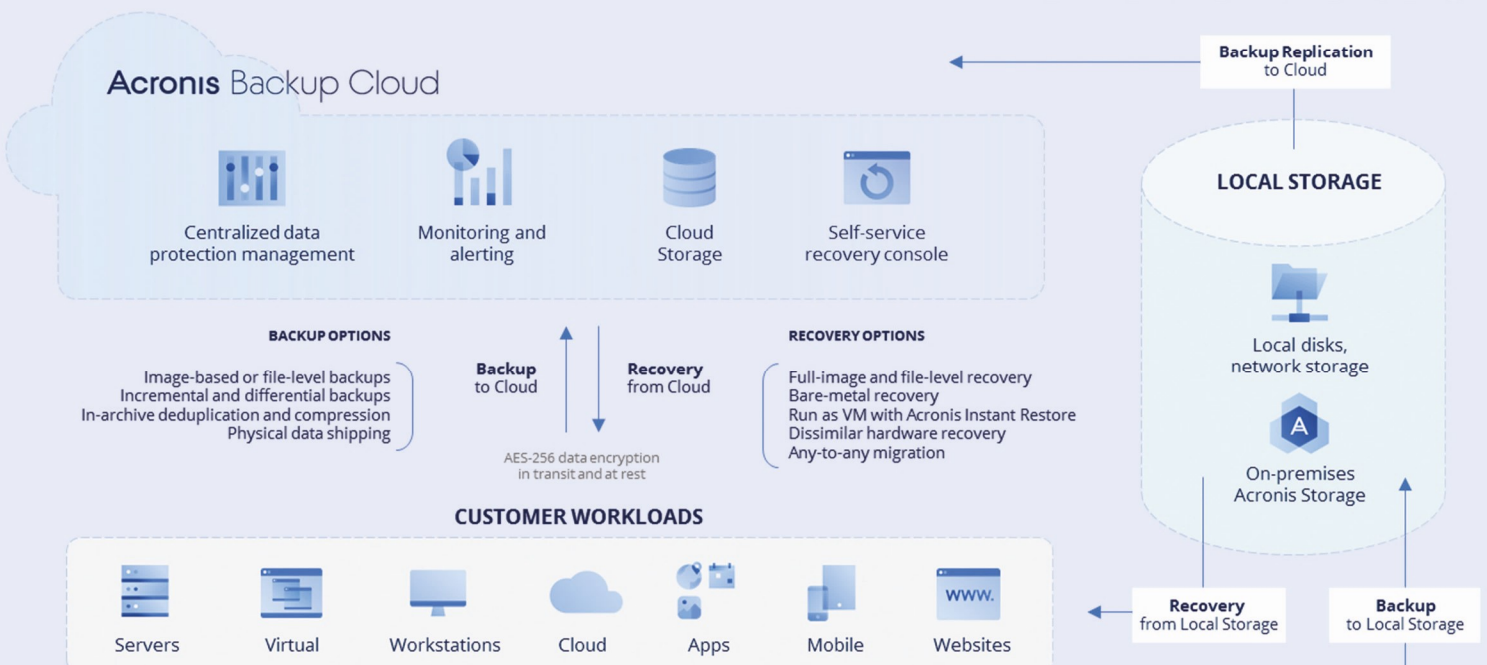 Acronis Backup Cloud
Centralized data
protection management
Monitoring and
alerting
Cloud
Storage
Self-service
recovery console
Backup Replication
to Cloud
LOCAL STORAGE
Local disks,
network storage
A
On-premises
Acronis Storage
BACKUP OPTIONS
Image-based or file-level backups
Incremental and differential backups
In-archive deduplication and compression
Physical data shipping
Backup
to Cloud
Recovery
from Cloud
AES-256 data encryption
in transit and at rest
RECOVERY OPTIONS
Full-image and file-level recovery
Bare-metal recovery
Run as VM with Acronis Instant Restore
Dissimilar hardware recovery
Any-to-any migration
CUSTOMER WORKLOADS
Servers
Virtual
Workstations
Cloud
Apps
Mobile
www.
Websites
Recovery
from Local Storage
Backup
to Local Storage